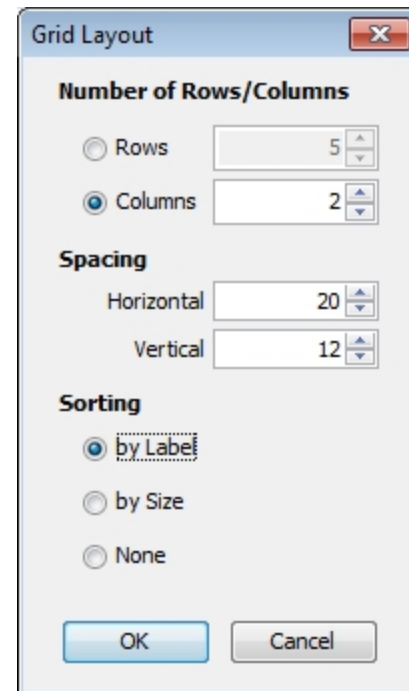 Grid Layout
Number of Rows/Columns
Rows 5
Columns 2
Spacing
Horizontal 20
Vertical 12
Sorting
by Label
by Size
None
OK Cancel